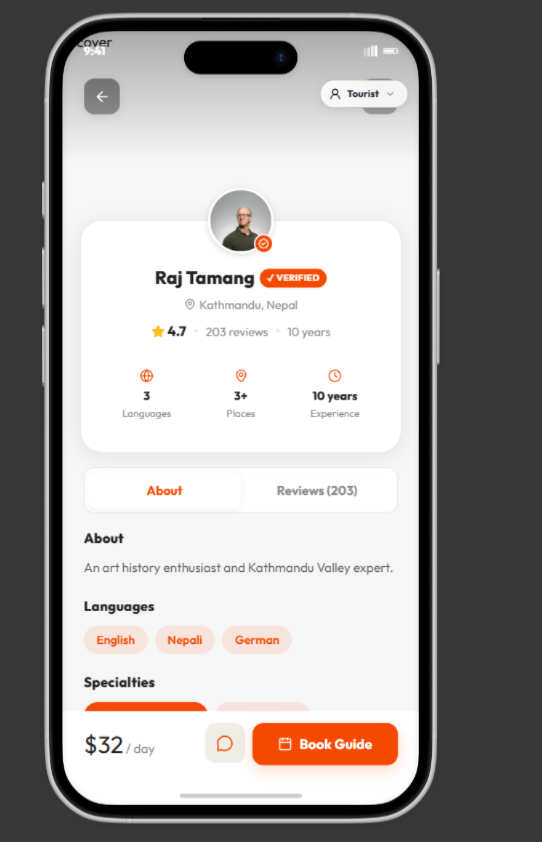 cover
9:41
Tourist
Raj Tamang ✓ VERIFIED
Kathmandu, Nepal
4.7 • 203 reviews • 10 years
3 3+ 10 years
Languages Places Experience
About Reviews (203)
About
An art history enthusiast and Kathmandu Valley expert.
Languages
English Nepali German
Specialties
$32 / day Book Guide